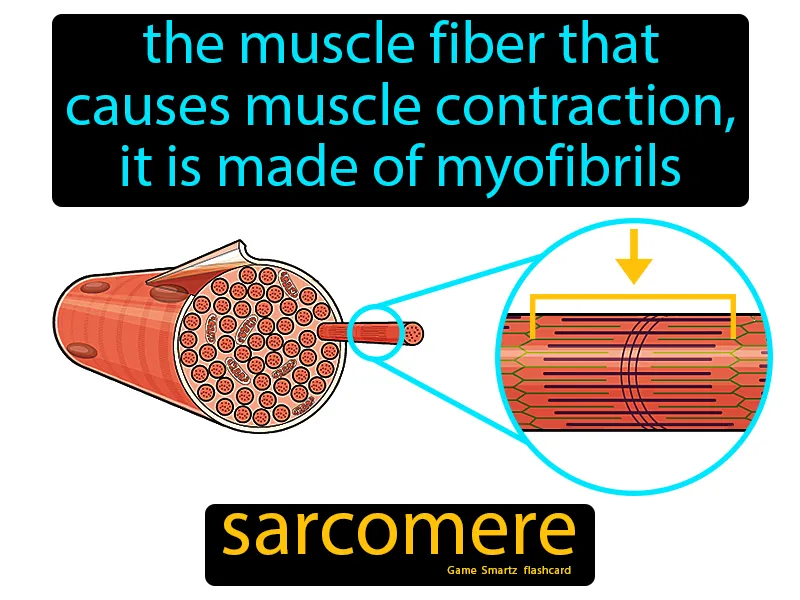 the muscle fiber that
causes muscle contraction,
it is made of myofibrils
sarcomere
Game Smartz flashcard